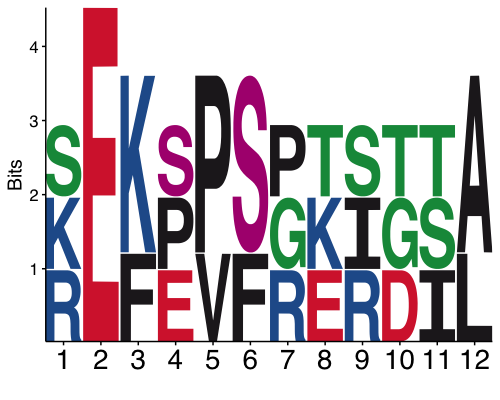 4
3
2
1
Bits
S E K S P S P T S T T A
K P G K I G S
R F E V F R E R D I L
1 2 3 4 5 6 7 8 9 10 11 12